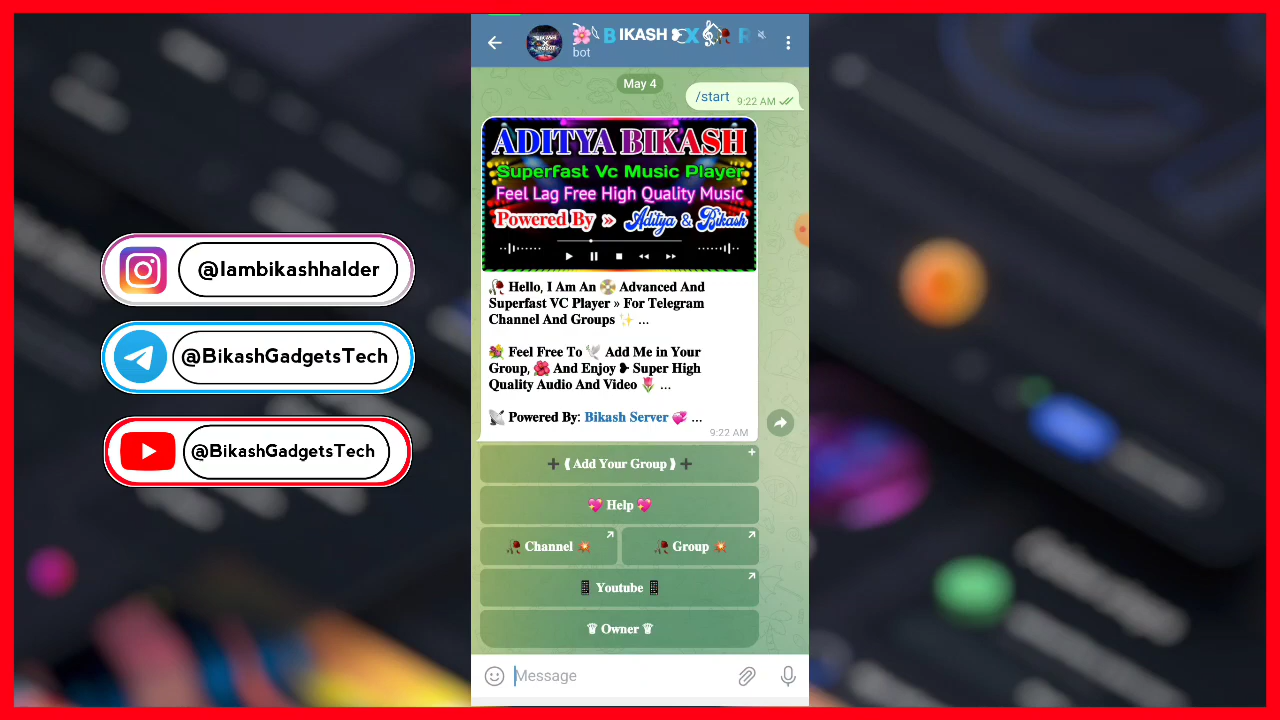 BIKASH X R
bot
May 4
/start
9:22 AM
ADITYA BIKASH
Superfast Vc Music Player
Feel Lag Free High Quality Music
Powered By » Aditya & Bikash
🥀 Hello, I Am An 📀 Advanced And
Superfast VC Player » For Telegram
Channel And Groups ✨ ...
💐 Feel Free To 🕊️ Add Me in Your
Group, 🌺 And Enjoy ❥ Super High
Quality Audio And Video 🌷 ...
📡 Powered By: Bikash Server 💞 ...
9:22 AM
➕ ⟬ Add Your Group ⟭ ➕
💖 Help 💖
🥀 Channel 💥
🥀 Group 💥
📱 Youtube 📱
♛ Owner ♛
Message
@Iambikashhalder
@BikashGadgetsTech
@BikashGadgetsTech